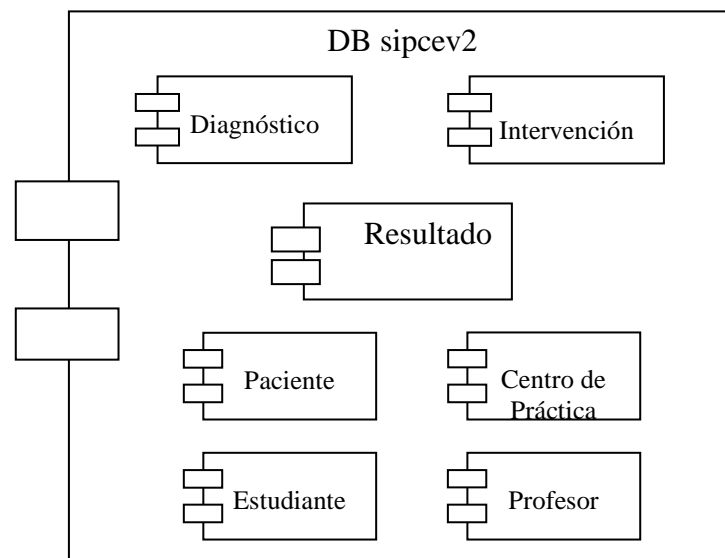 DB sipcev2
Diagnóstico
Intervención
Resultado
Paciente
Centro de
Práctica
Estudiante
Profesor